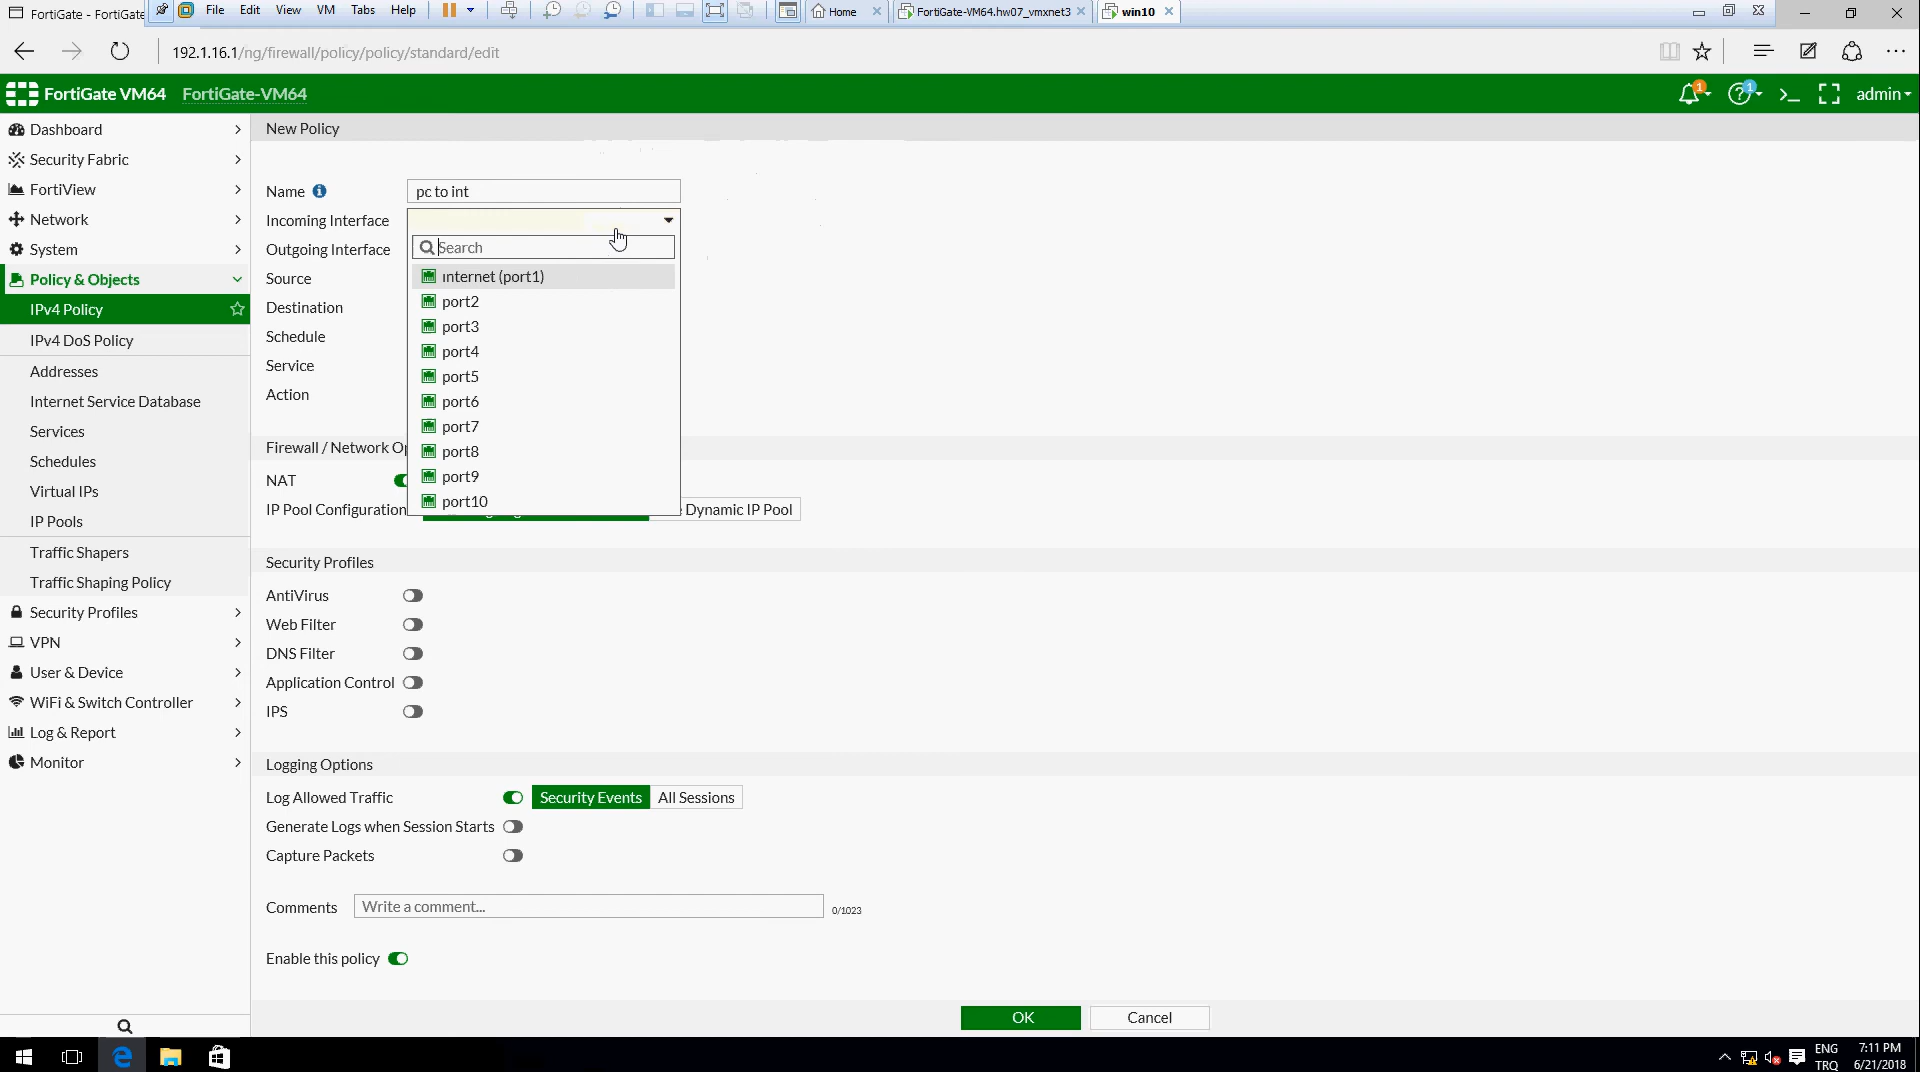 FortiGate - FortiGate
File Edit View VM Tabs Help
Home
FortiGate-VM64.hw07_vmxnet3
win10
192.1.16.1/ng/firewall/policy/policy/standard/edit
FortiGate VM64 FortiGate-VM64
1
1
admin
Dashboard
Security Fabric
FortiView
Network
System
Policy & Objects
IPv4 Policy
IPv4 DoS Policy
Addresses
Internet Service Database
Services
Schedules
Virtual IPs
IP Pools
Traffic Shapers
Traffic Shaping Policy
Security Profiles
VPN
User & Device
WiFi & Switch Controller
Log & Report
Monitor
New Policy
Name pc to int
Incoming Interface
Outgoing Interface
Source
Destination
Schedule
Service
Action
Search
ınternet (port1)
port2
port3
port4
port5
port6
port7
port8
port9
port10
Firewall / Network Op
NAT
IP Pool Configuration
Dynamic IP Pool
Security Profiles
AntiVirus
Web Filter
DNS Filter
Application Control
IPS
Logging Options
Log Allowed Traffic Security Events All Sessions
Generate Logs when Session Starts
Capture Packets
Comments Write a comment... 0/1023
Enable this policy
OK Cancel
ENG 7:11 PM
TRQ 6/21/2018